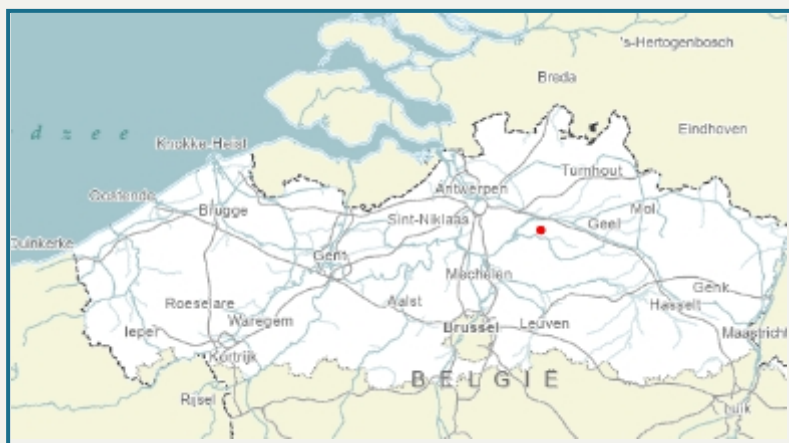 's-Hertogenbosch
Breda
d z e e
Eindhoven
Knokke-Heist
Turnhout
Antwerpen
Oostende
Mol
Brugge
Sint-Niklaas
Geel
Duinkerke
Gent
Mechelen
Genk
Roeselare
Aalst
Hasselt
Waregem
Ieper
Brussel
Leuven
Maastricht
Kortrijk
BELGIË
Rijsel
Luik